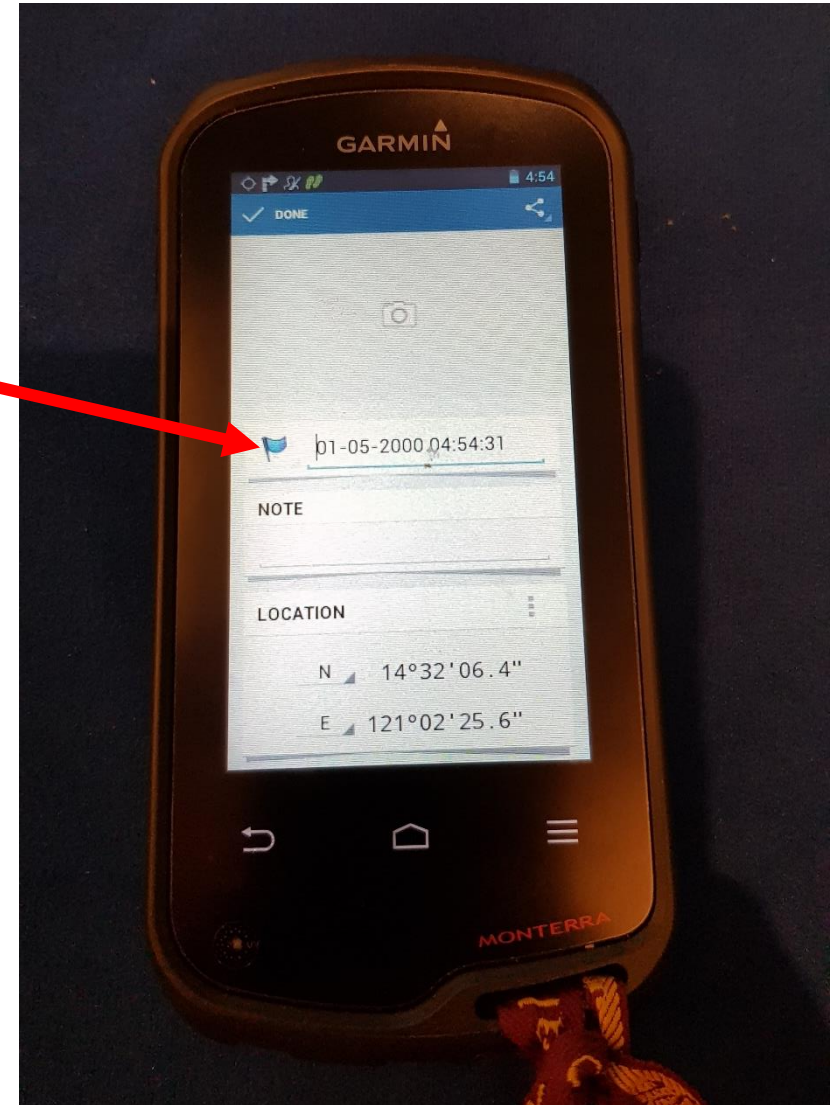 GARMIN
4:54
DONE
01-05-2000 04:54:31
NOTE
LOCATION
N 14°32'06.4"
E 121°02'25.6"
UV
MONTERRA